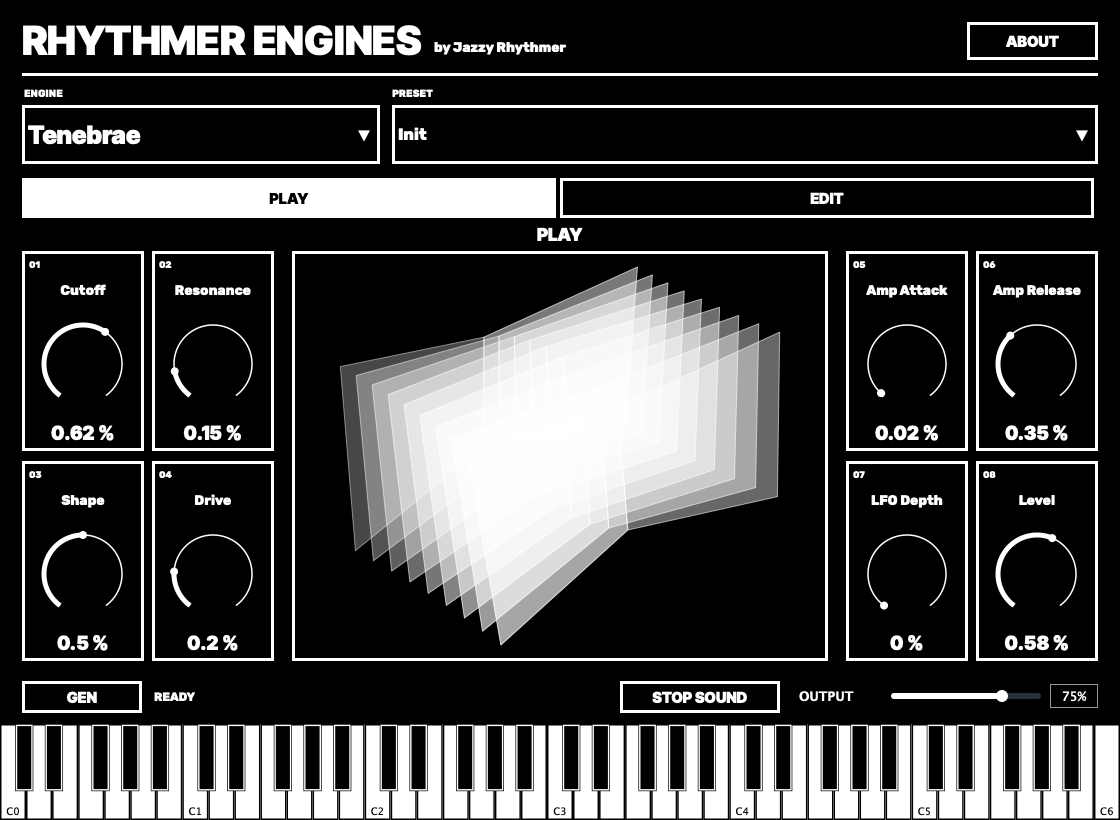 RHYTHMER ENGINES by Jazzy Rhythmer
ABOUT
ENGINE
PRESET
Tenebrae
Init
PLAY
EDIT
PLAY
01
Cutoff
0.62 %
02
Resonance
0.15 %
03
Shape
0.5 %
04
Drive
0.2 %
05
Amp Attack
0.02 %
06
Amp Release
0.35 %
07
LFO Depth
0 %
08
Level
0.58 %
GEN
READY
STOP SOUND
OUTPUT
75%
C0
C1
C2
C3
C4
C5
C6